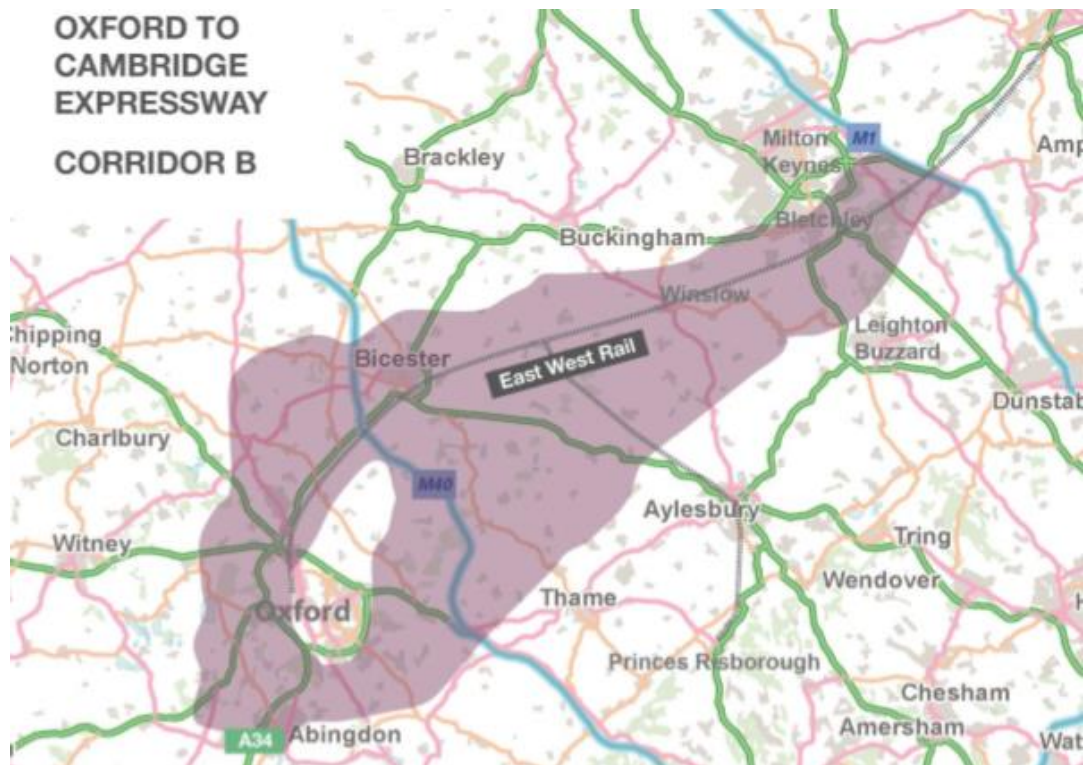 OXFORD TO
CAMBRIDGE
EXPRESSWAY
CORRIDOR B
Brackley
Milton
Keynes
M1
Amp
Bletchley
Buckingham
Winslow
Chipping
Norton
Bicester
East West Rail
Leighton
Buzzard
Dunstab
Charlbury
M40
Aylesbury
Witney
Tring
Wendover
Oxford
Thame
H
Princes Risborough
Chesham
A34
Abingdon
Amersham
Wat